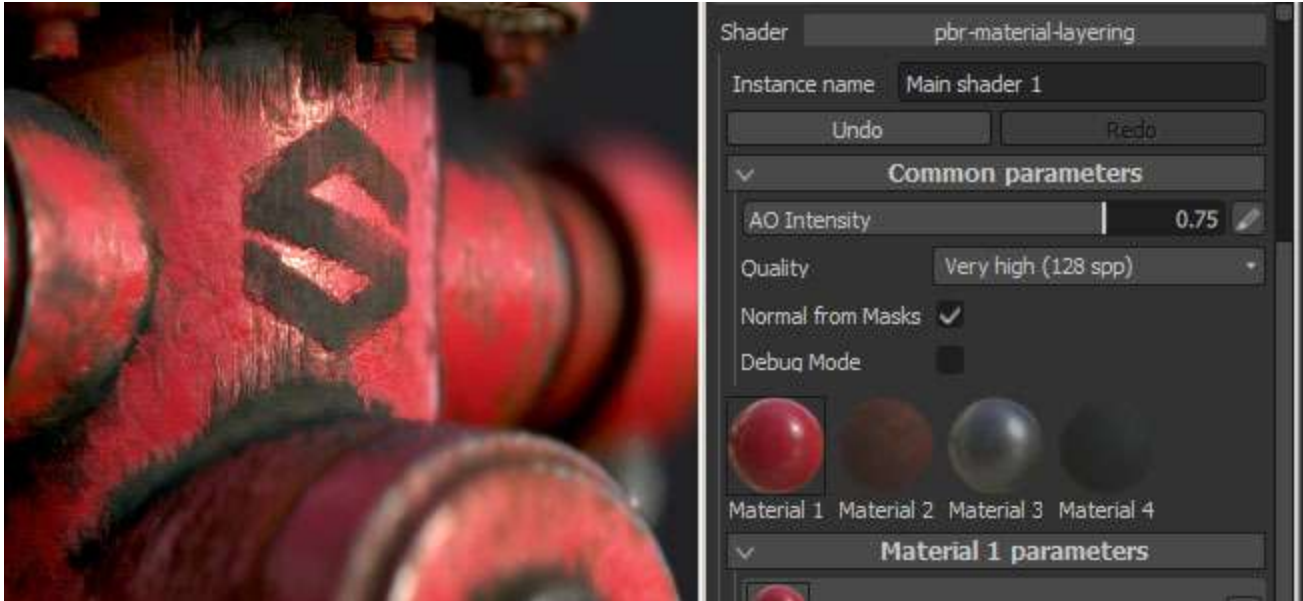 Shader pbr-material-layering
Instance name Main shader 1
Undo Redo
Common parameters
AO Intensity 0.75
Quality Very high (128 spp)
Normal from Masks
Debug Mode
Material 1 Material 2 Material 3 Material 4
Material 1 parameters